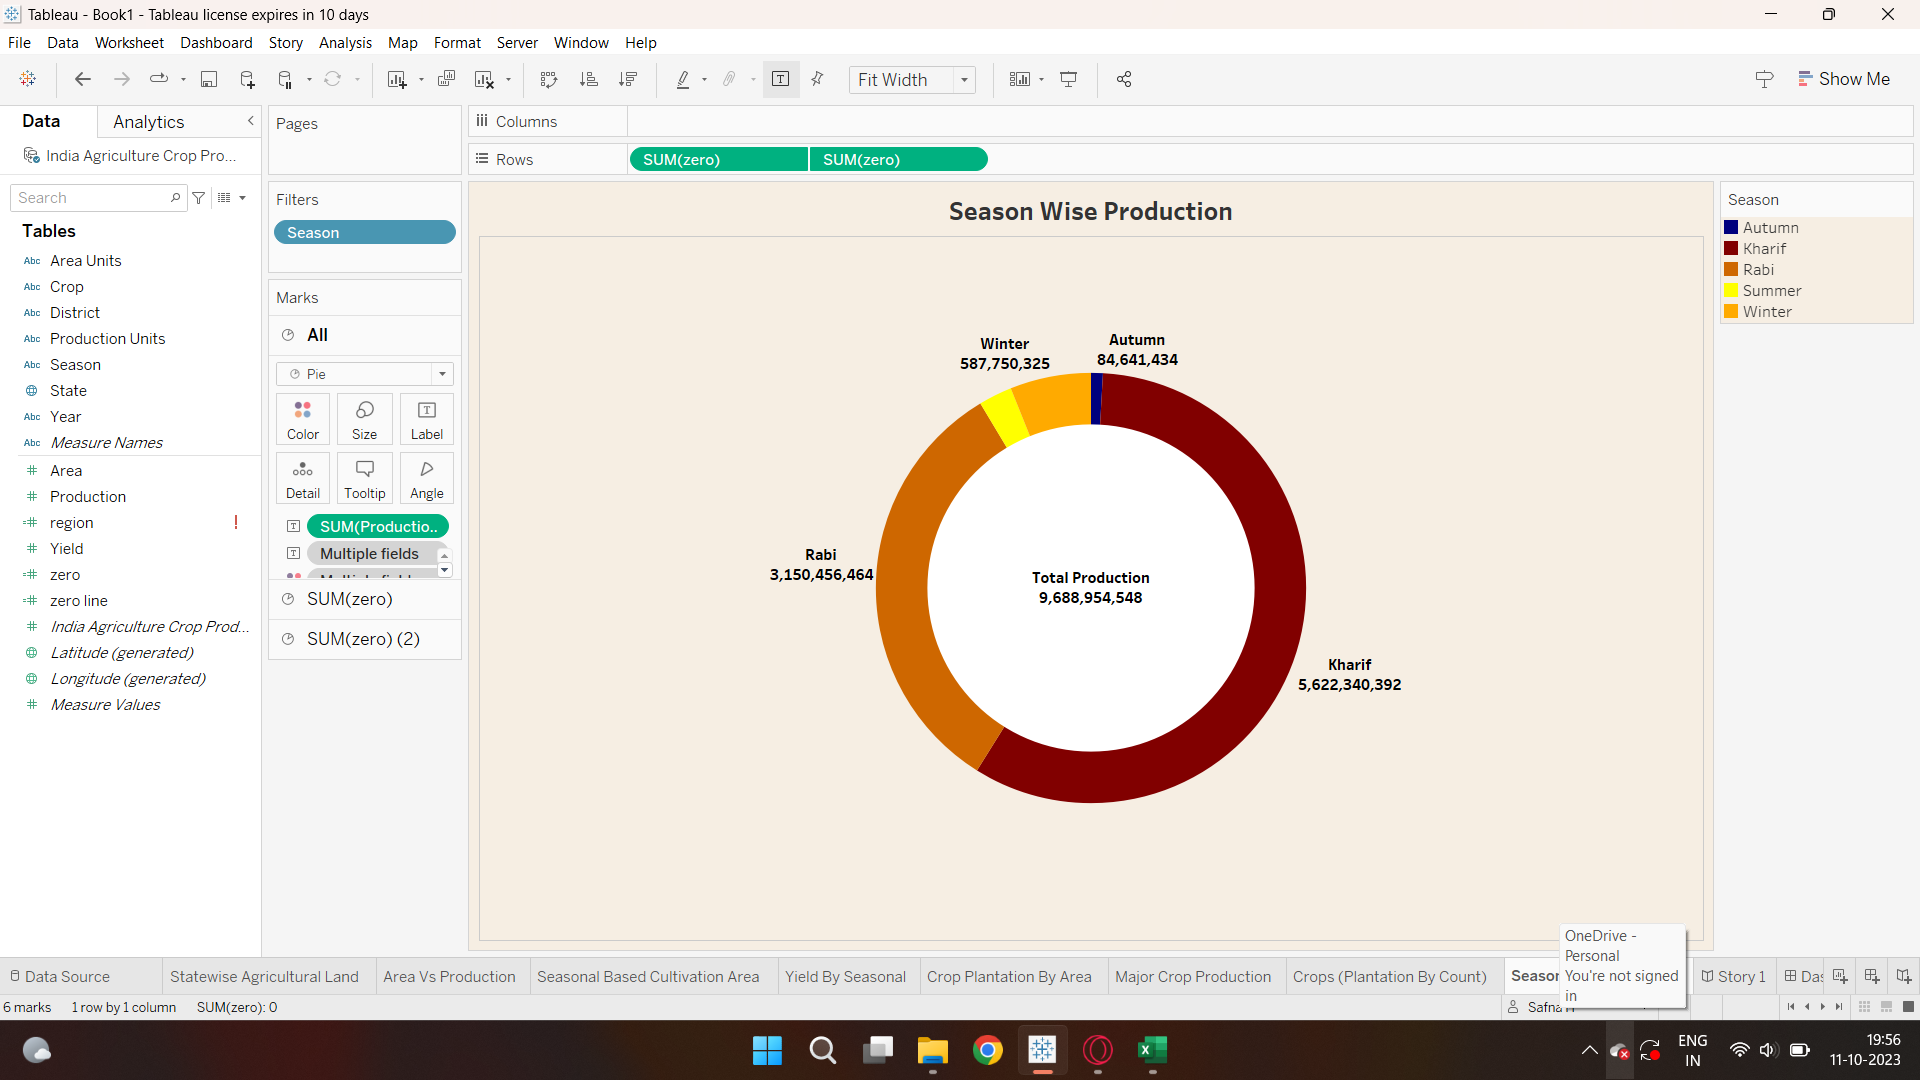 Tableau - Book1 - Tableau license expires in 10 days
File Data Worksheet Dashboard Story Analysis Map Format Server Window Help
Fit Width
Show Me
Data Analytics
India Agriculture Crop Pro...
Search
Tables
Abc Area Units
Abc Crop
Abc District
Abc Production Units
Abc Season
State
Abc Year
Abc Measure Names
# Area
# Production
# region !
# Yield
# zero
# zero line
# India Agriculture Crop Prod...
Latitude (generated)
Longitude (generated)
# Measure Values
Pages
Filters
Season
Marks
All
Pie
Color Size Label
Detail Tooltip Angle
SUM(Productio..
Multiple fields
SUM(zero)
SUM(zero) (2)
Columns
Rows SUM(zero) SUM(zero)
Season Wise Production
Winter
587,750,325
Autumn
84,641,434
Rabi
3,150,456,464
Total Production
9,688,954,548
Kharif
5,622,340,392
Season
Autumn
Kharif
Rabi
Summer
Winter
OneDrive -
Personal
You're not signed
in
Data Source Statewise Agricultural Land Area Vs Production Seasonal Based Cultivation Area Yield By Seasonal Crop Plantation By Area Major Crop Production Crops (Plantation By Count) Seaso Story 1 Das
6 marks 1 row by 1 column SUM(zero): 0
Safna
ENG
IN
19:56
11-10-2023